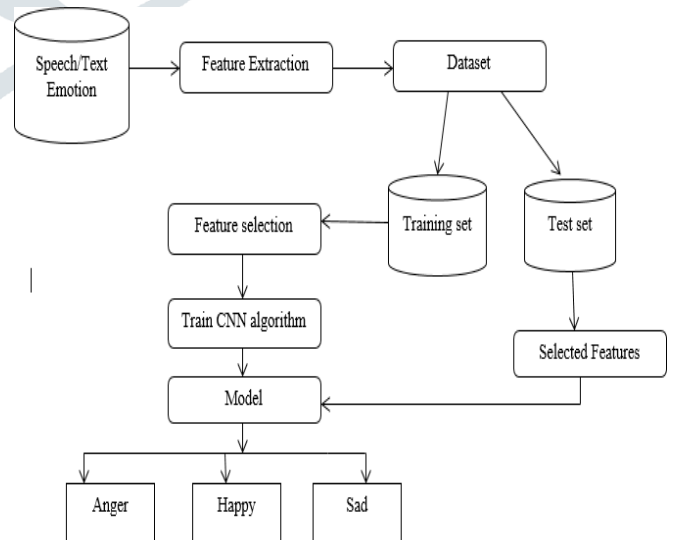 Speech/Text
Emotion
Feature Extraction
Dataset
Feature selection
Training set
Test set
Train CNN algorithm
Selected Features
Model
Anger
Happy
Sad